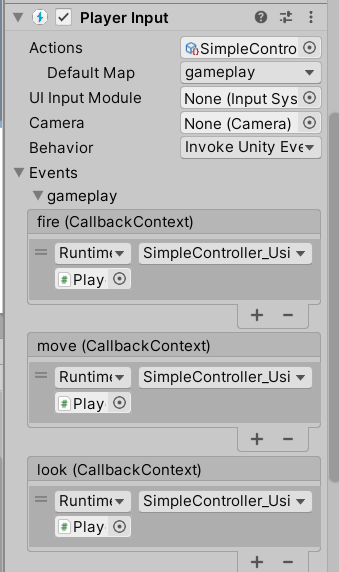 Player Input
Actions SimpleContro
Default Map gameplay
UI Input Module None (Input Sys
Camera None (Camera)
Behavior Invoke Unity Eve
Events
gameplay
fire (CallbackContext)
Runtime SimpleController_Usi
# Play
+ −
move (CallbackContext)
Runtime SimpleController_Usi
# Play
+ −
look (CallbackContext)
Runtime SimpleController_Usi
# Play
+ −